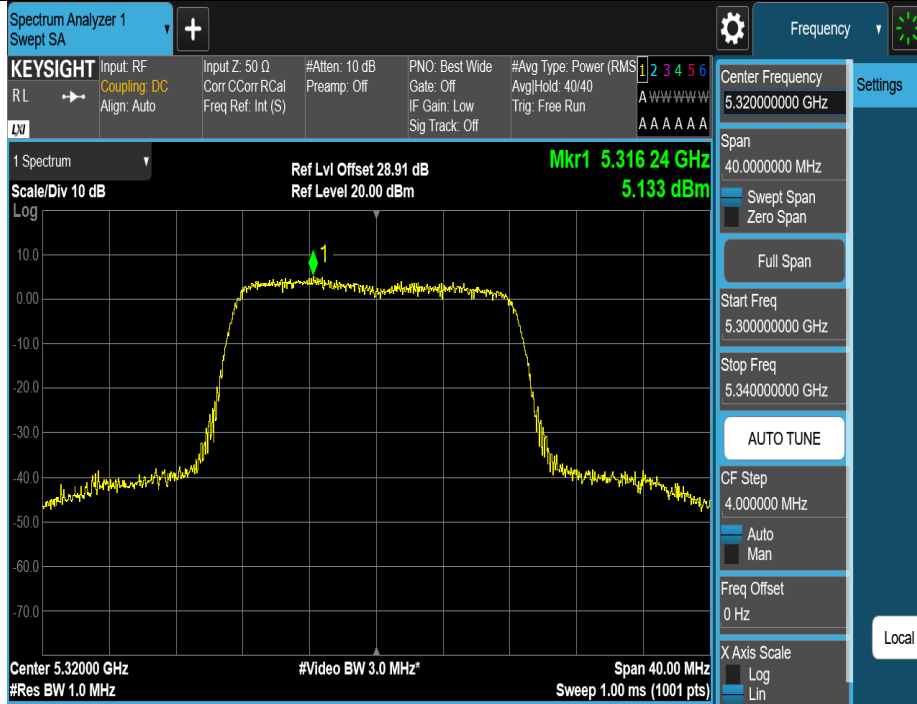 Spectrum Analyzer 1
Swept SA
+
Frequency
KEYSIGHT
R L
LXI
Input: RF
Coupling: DC
Align: Auto
Input Z: 50 Ω
Corr CCorr RCal
Freq Ref: Int (S)
#Atten: 10 dB
Preamp: Off
PNO: Best Wide
Gate: Off
IF Gain: Low
Sig Track: Off
#Avg Type: Power (RMS
Avg|Hold: 40/40
Trig: Free Run
1 2 3 4 5 6
A W W W W W
A A A A A A
1 Spectrum
Scale/Div 10 dB
Log
Ref Lvl Offset 28.91 dB
Ref Level 20.00 dBm
Mkr1 5.316 24 GHz
5.133 dBm
1
10.0
0.00
-10.0
-20.0
-30.0
-40.0
-50.0
-60.0
-70.0
Center 5.32000 GHz
#Res BW 1.0 MHz
#Video BW 3.0 MHz*
Span 40.00 MHz
Sweep 1.00 ms (1001 pts)
Center Frequency
5.320000000 GHz
Span
40.0000000 MHz
Swept Span
Zero Span
Full Span
Start Freq
5.300000000 GHz
Stop Freq
5.340000000 GHz
AUTO TUNE
CF Step
4.000000 MHz
Auto
Man
Freq Offset
0 Hz
X Axis Scale
Log
Lin
Settings
Local